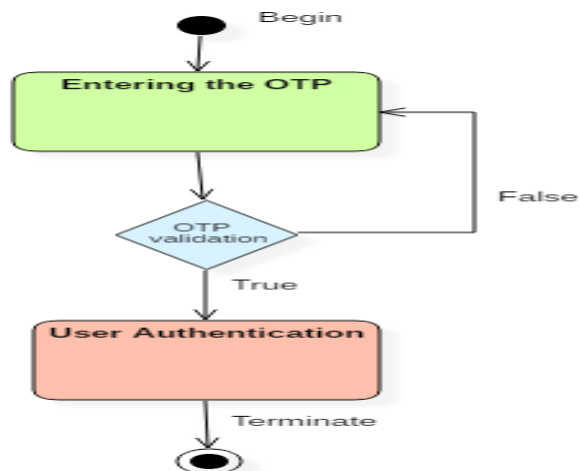 Begin
Entering the OTP
False
OTP
validation
True
User Authentication
Terminate